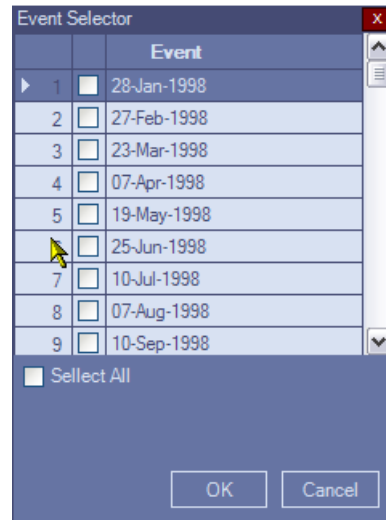 Event Selector x
Event
1 28-Jan-1998
2 27-Feb-1998
3 23-Mar-1998
4 07-Apr-1998
5 19-May-1998
25-Jun-1998
7 10-Jul-1998
8 07-Aug-1998
9 10-Sep-1998
Sellect All
OK Cancel